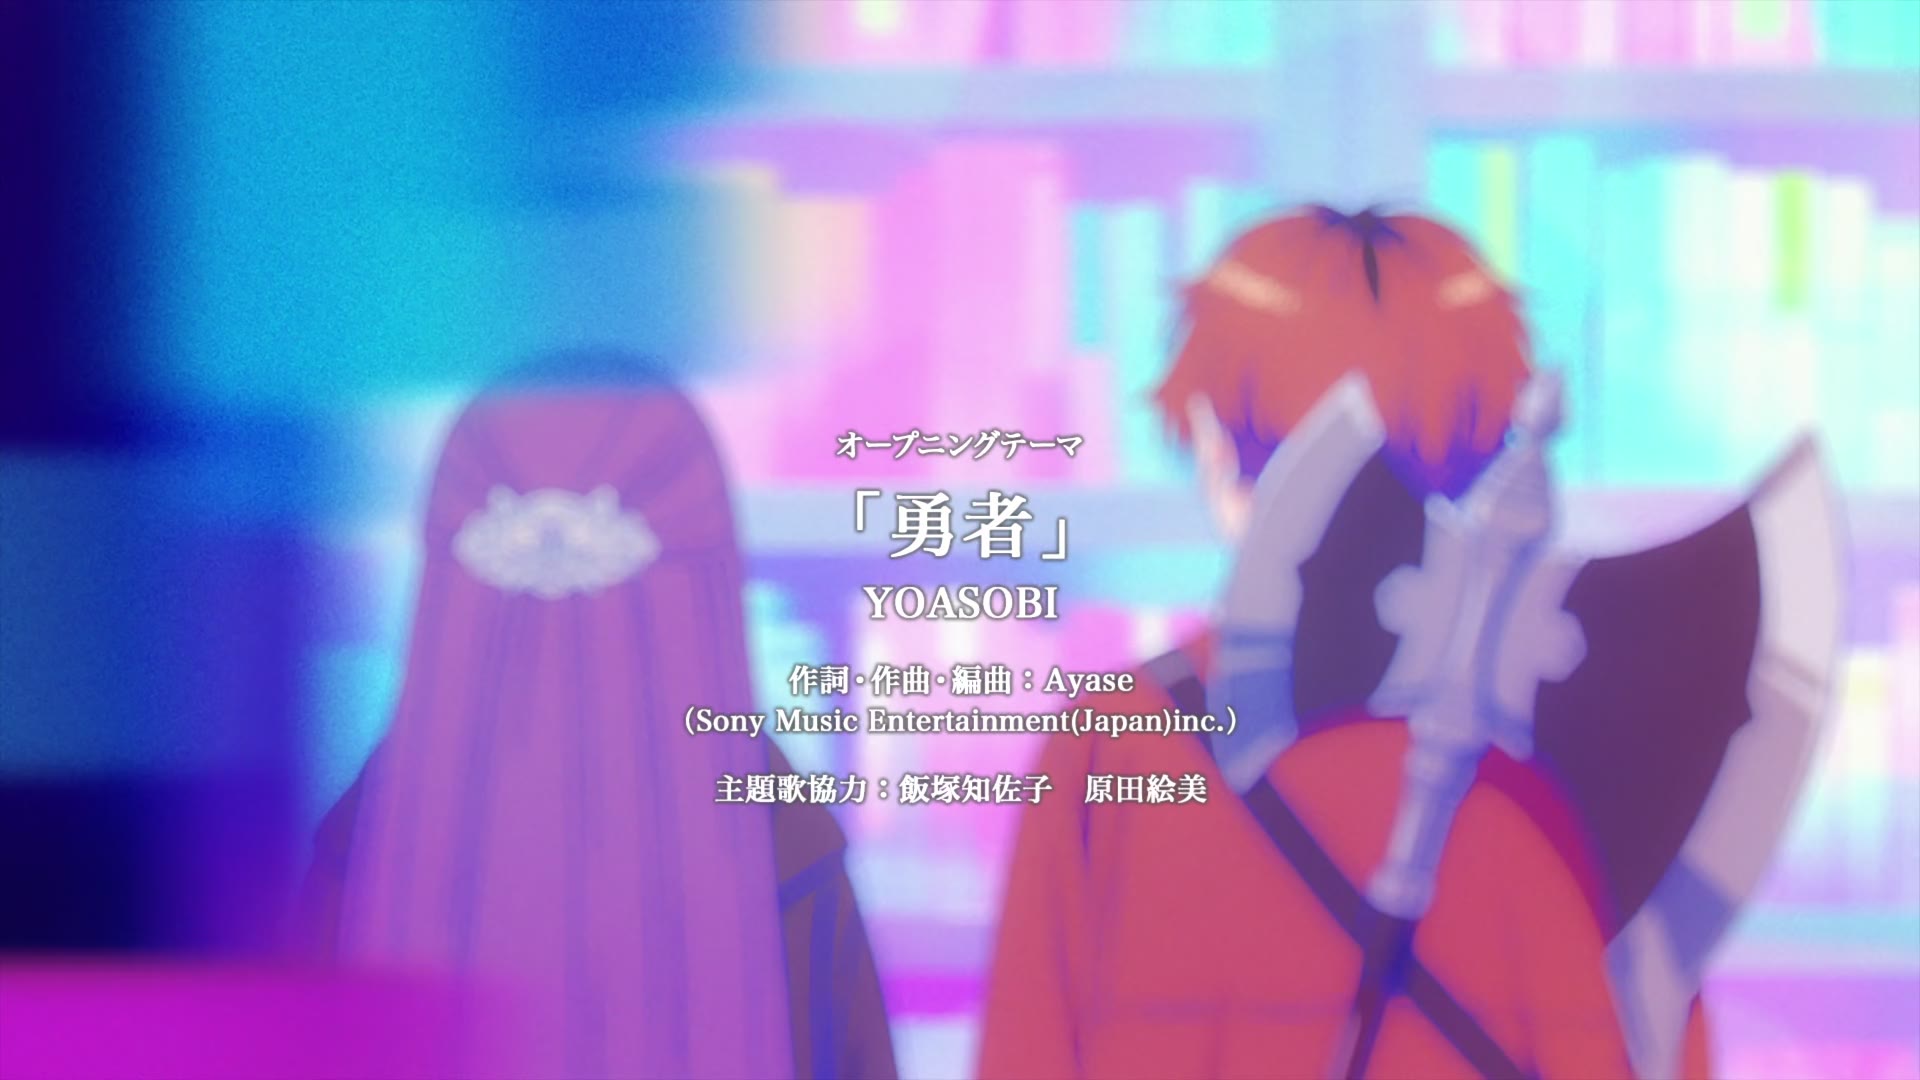 オープニングテーマ
「勇者」
YOASOBI
作詞・作曲・編曲：Ayase
（Sony Music Entertainment(Japan)inc.）
主題歌協力：飯塚知佐子　原田絵美